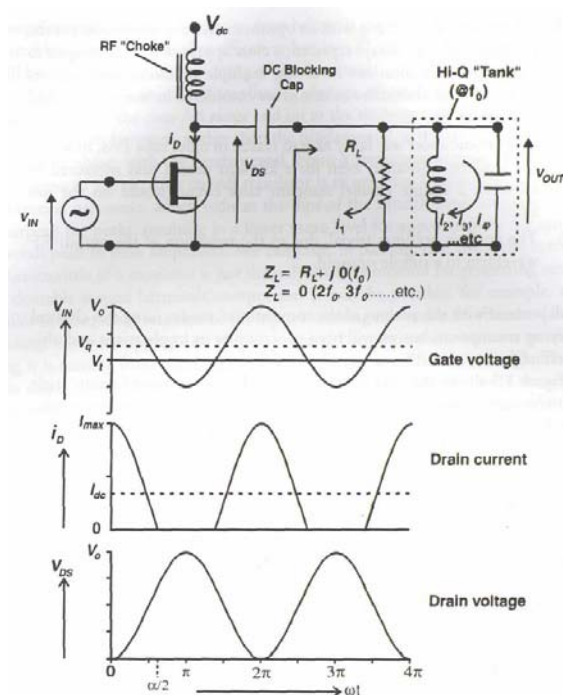 V_dc
RF "Choke"
DC Blocking
Cap
Hi-Q "Tank"
(@f_0)
i_D
R_L
v_DS
v_OUT
v_IN
i_1
i_2, i_3, i_4,
...etc
Z_L = R_L + j 0(f_0)
Z_L = 0 (2f_0 3f_0......etc.)
v_IN
V_o
V_q
V_t
Gate voltage
i_D
I_max
I_dc
0
Drain current
v_DS
V_o
Drain voltage
0
α/2
π
2π
3π
4π
ωt